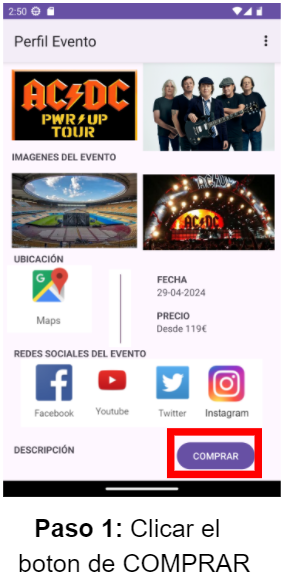 2:50
Perfil Evento
AC⚡DC
PWR⚡UP
TOUR
IMAGENES DEL EVENTO
AC⚡DC
UBICACIÓN
G
Maps
FECHA
29-04-2024
PRECIO
Desde 119€
REDES SOCIALES DEL EVENTO
Facebook
Youtube
Twitter
Instagram
DESCRIPCIÓN
COMPRAR
Paso 1: Clicar el
boton de COMPRAR